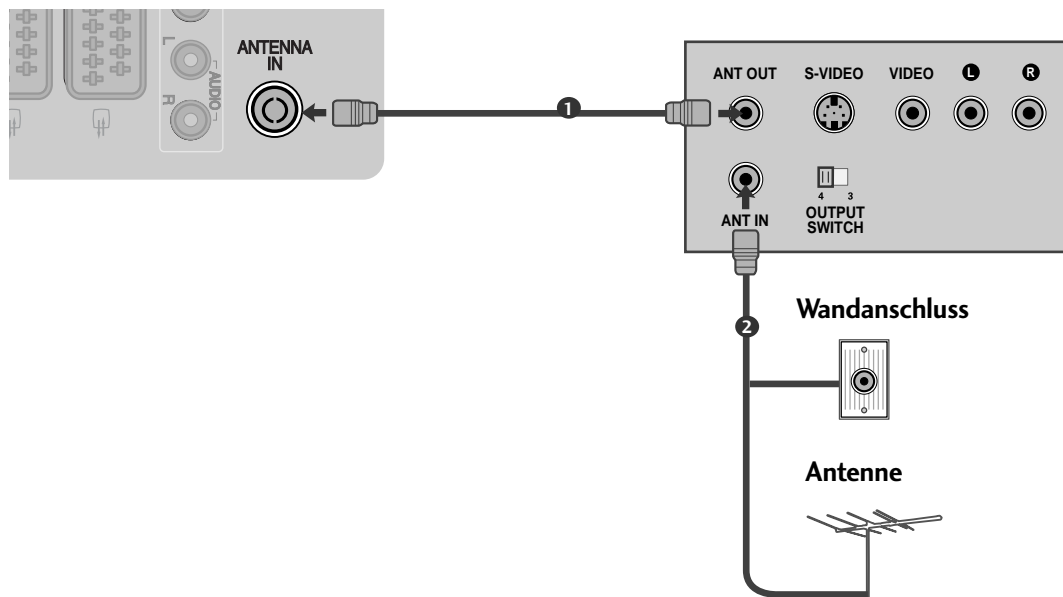 L
R
AUDIO
ANTENNA
IN
1
ANT OUT
S-VIDEO
VIDEO
L
R
ANT IN
4 3
OUTPUT
SWITCH
2
Wandanschluss
Antenne